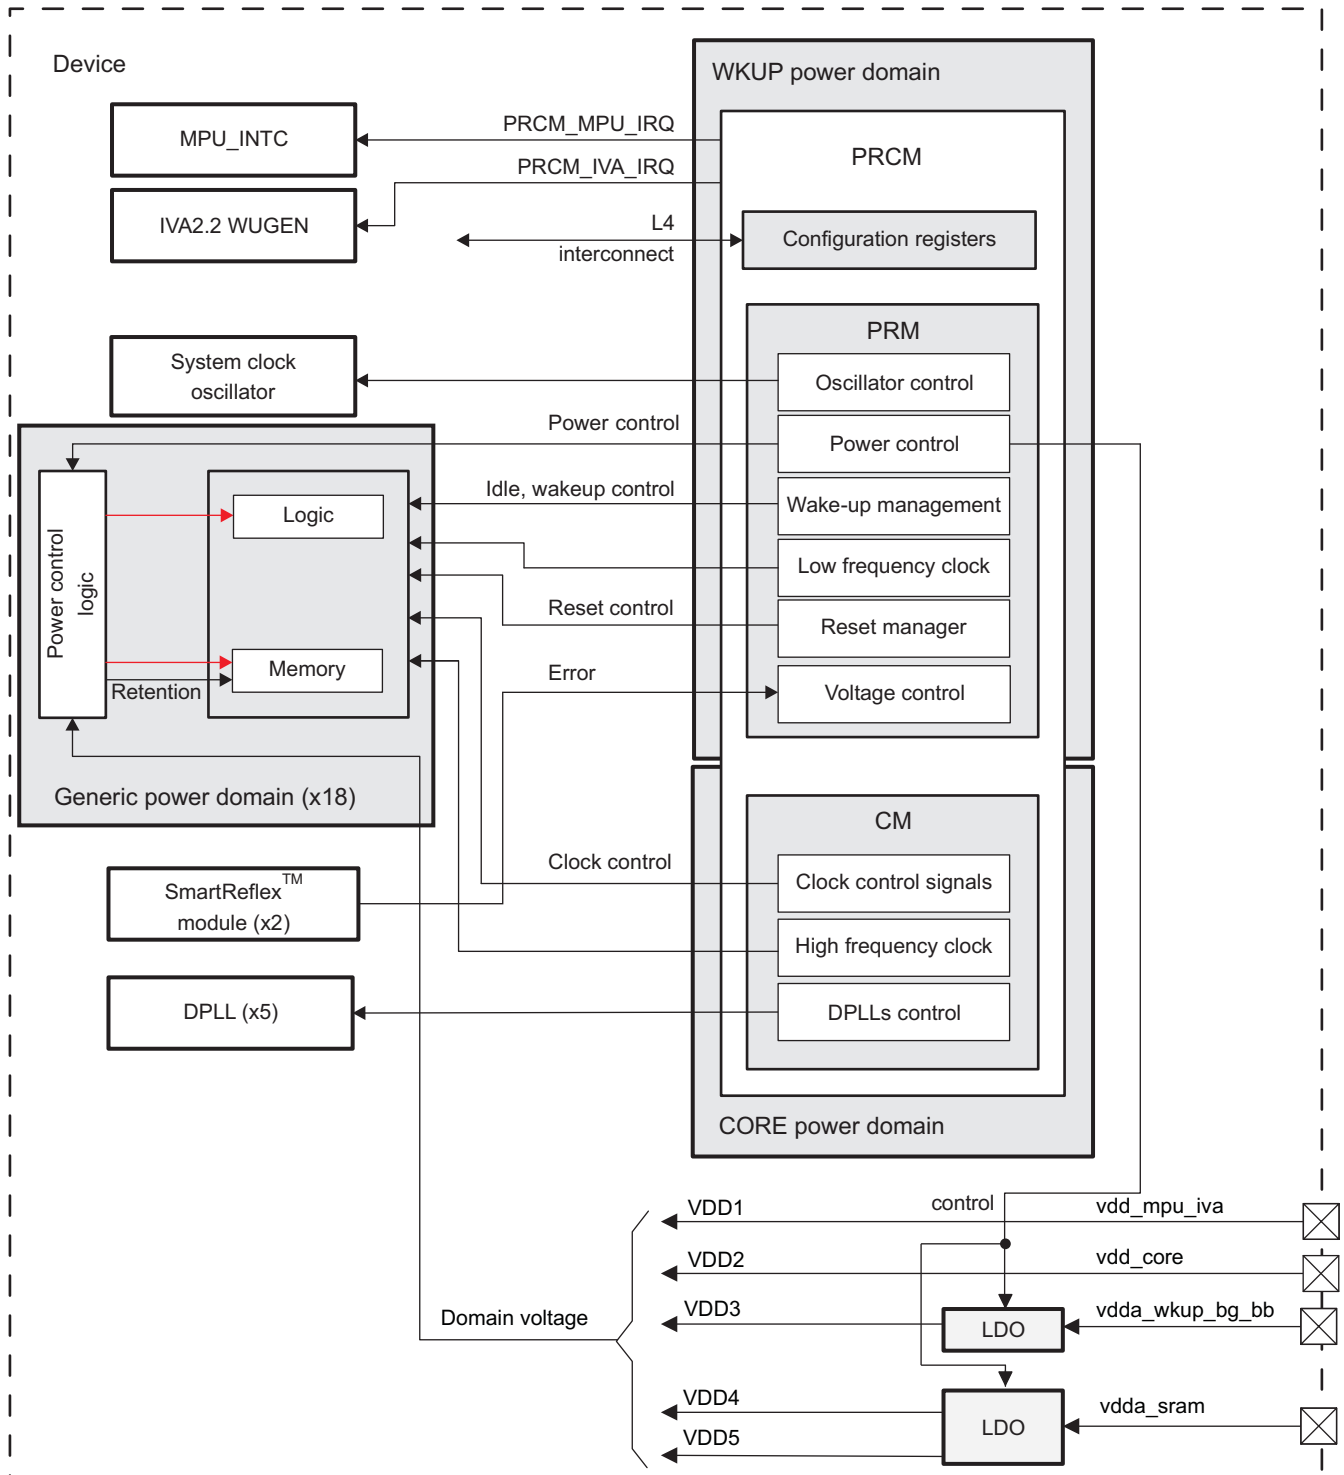 Device
WKUP power domain
MPU_INTC
PRCM_MPU_IRQ
PRCM
PRCM_IVA_IRQ
IVA2.2 WUGEN
L4
interconnect
Configuration registers
PRM
System clock
oscillator
Oscillator control
Power control
Power control
Idle, wakeup control
Wake-up management
Logic
Low frequency clock
Power control
logic
Reset control
Reset manager
Memory
Error
Retention
Voltage control
Generic power domain (x18)
CM
Clock control
Clock control signals
SmartReflex™
module (x2)
High frequency clock
DPLL (x5)
DPLLs control
CORE power domain
VDD1
control
vdd_mpu_iva
VDD2
vdd_core
VDD3
vdda_wkup_bg_bb
Domain voltage
LDO
VDD4
vdda_sram
LDO
VDD5